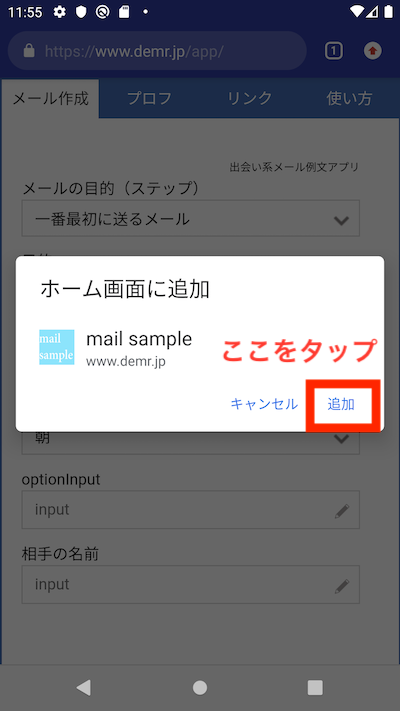 11:55
https://www.demr.jp/app/
1
メール作成
プロフ
リンク
使い方
出会い系メール例文アプリ
メールの目的（ステップ）
一番最初に送るメール
ホーム画面に追加
mail
sample
mail sample
www.demr.jp
ここをタップ
キャンセル
追加
朝
optionInput
input
相手の名前
input